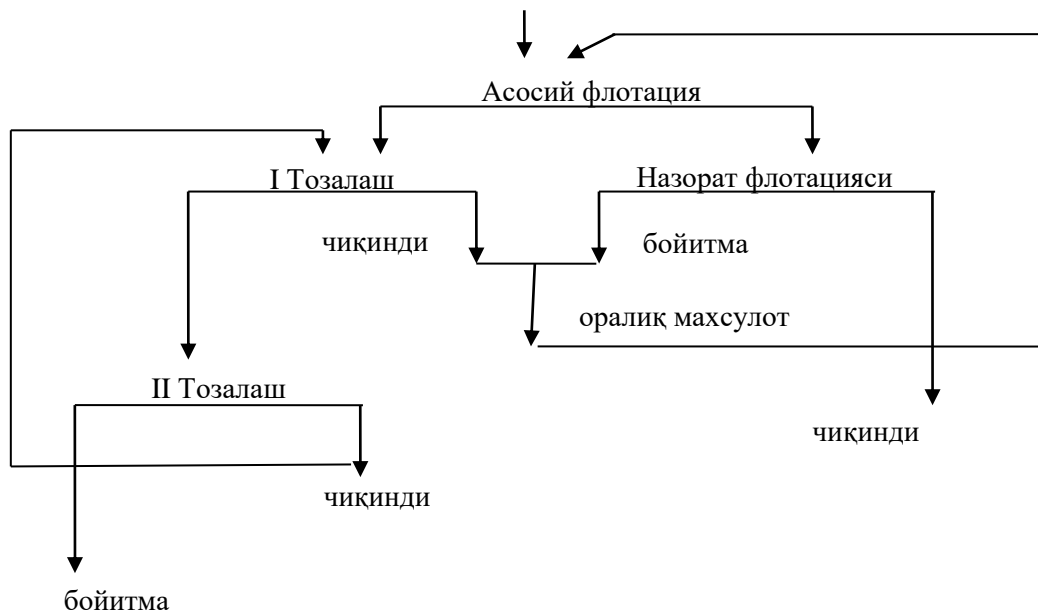 Асосий флотация
I Тозалаш
Назорат флотацияси
чиқинди
бойитма
оралиқ махсулот
II Тозалаш
чиқинди
чиқинди
бойитма